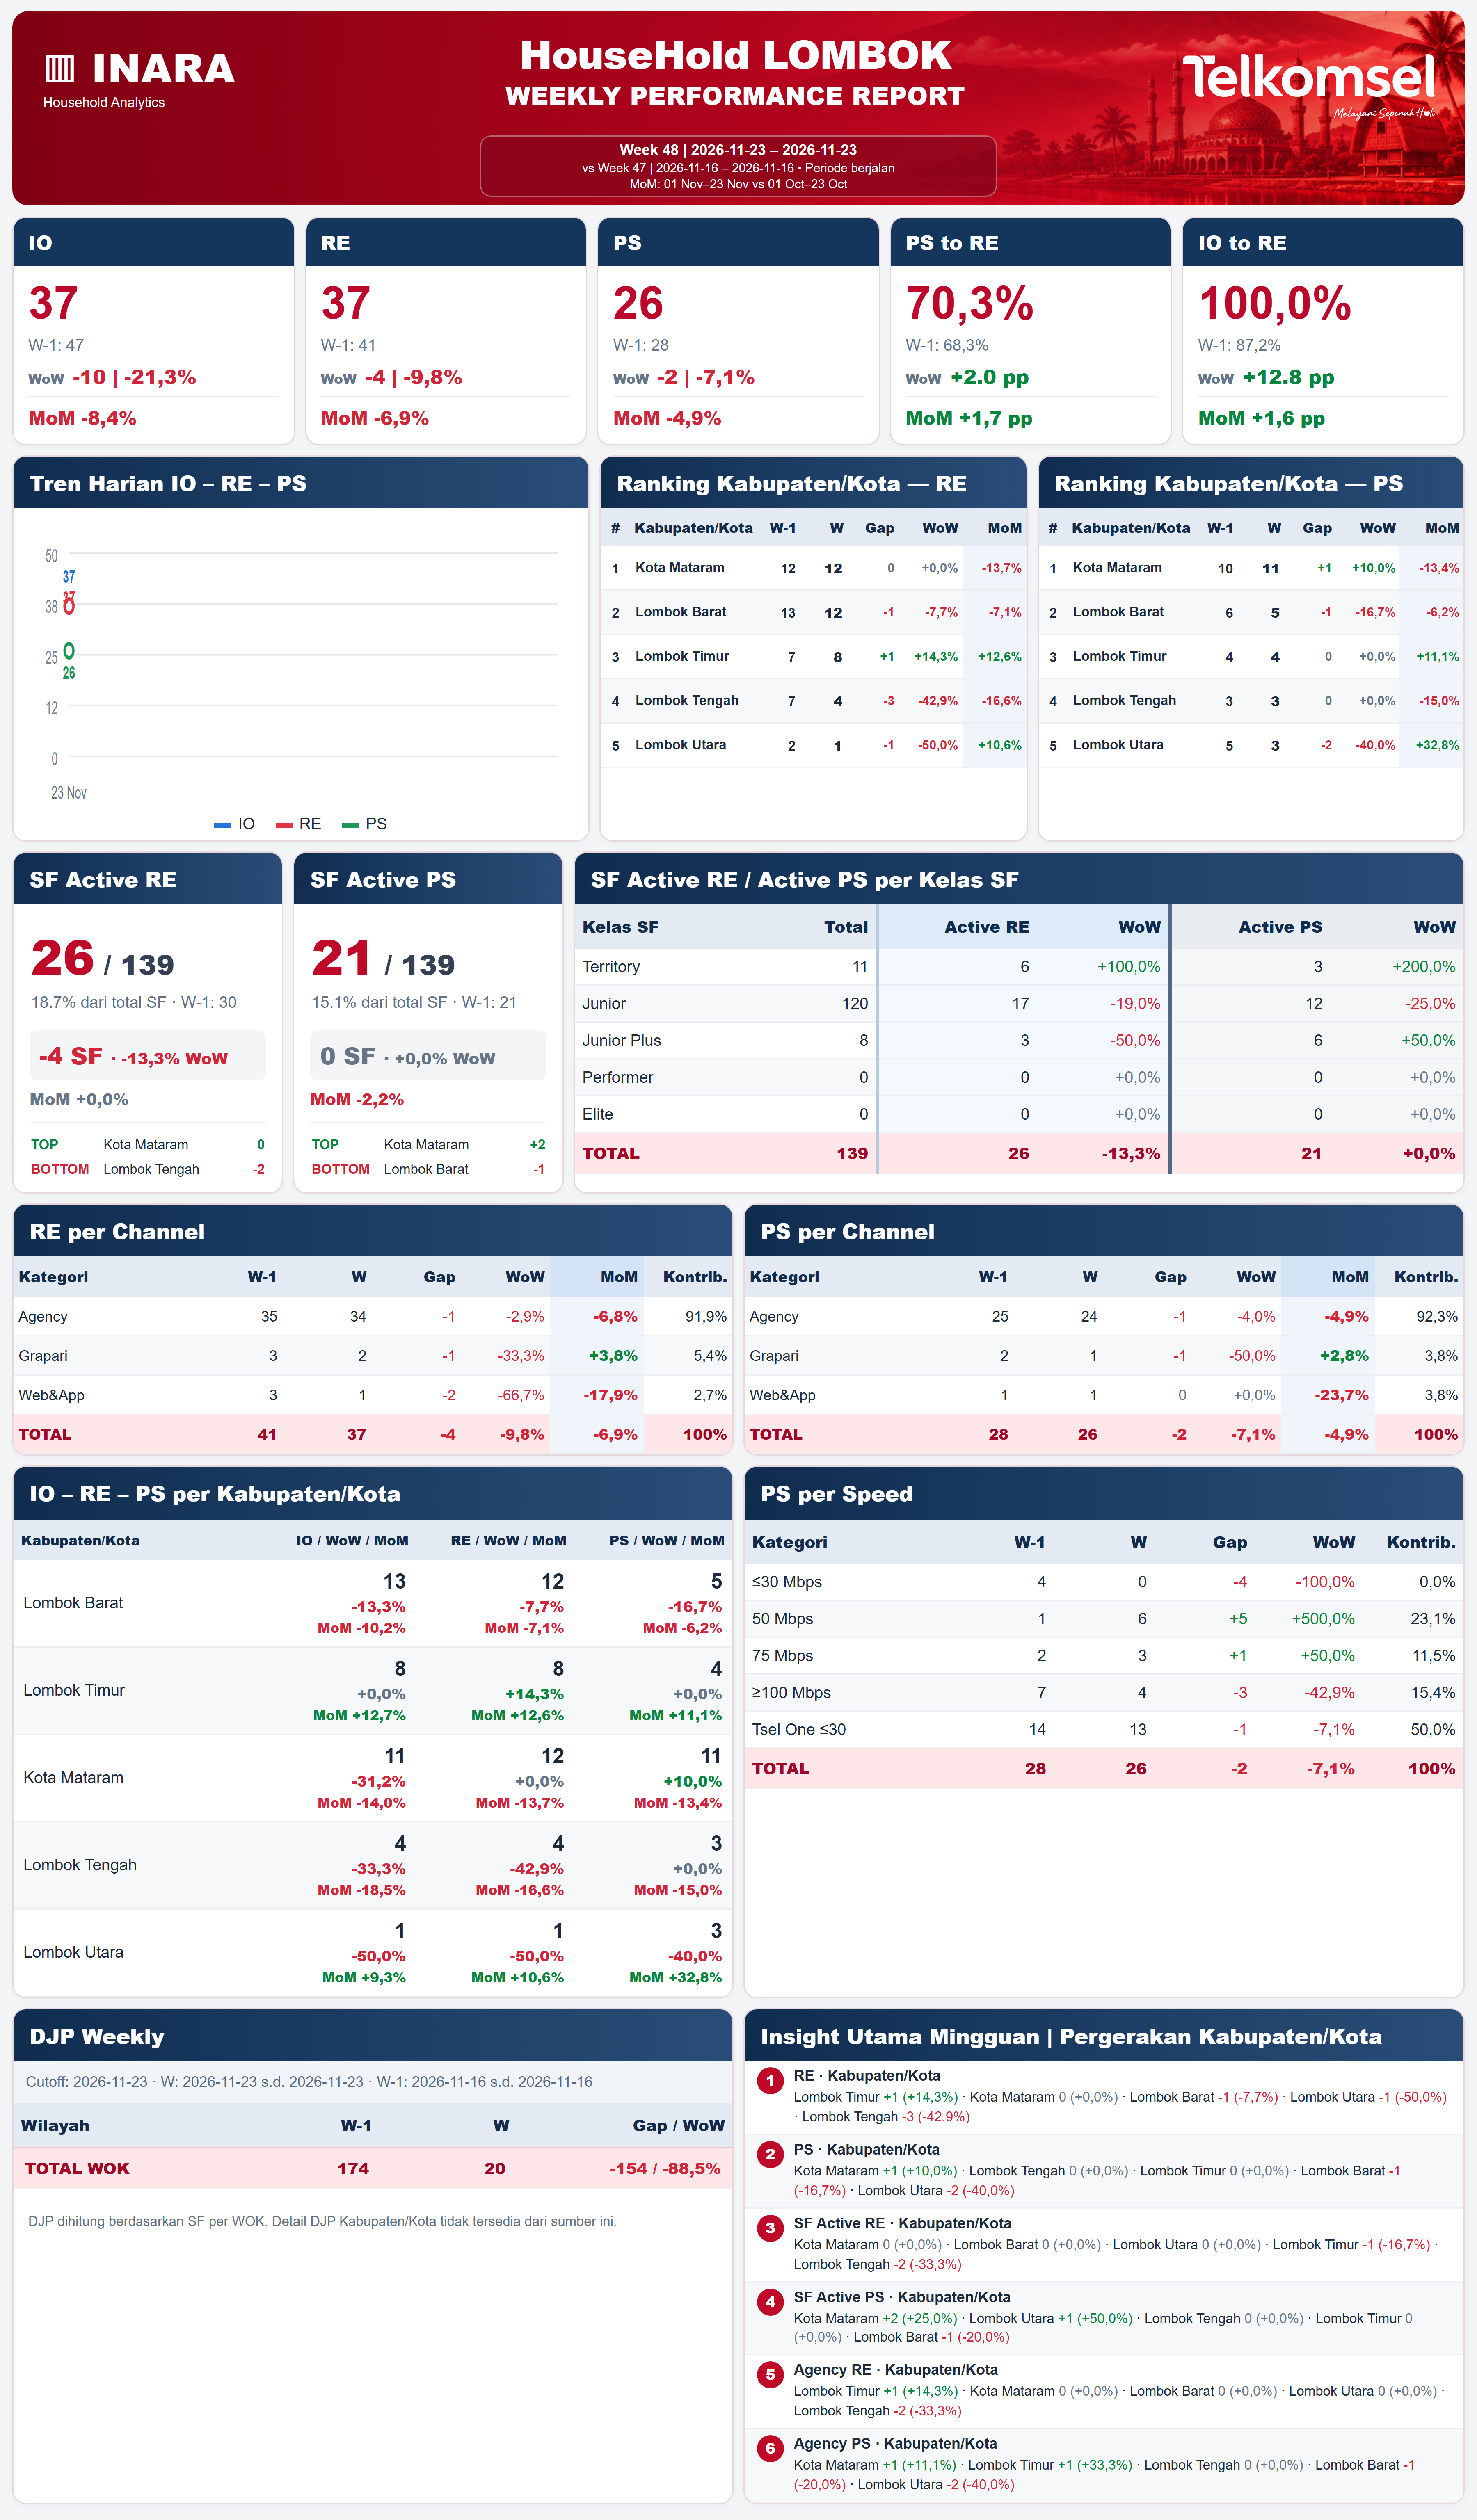 INARA
Household Analytics
HouseHold LOMBOK
WEEKLY PERFORMANCE REPORT
Week 48 | 2026-11-23 – 2026-11-23
vs Week 47 | 2026-11-16 – 2026-11-16 • Periode berjalan
MoM: 01 Nov–23 Nov vs 01 Oct–23 Oct
Telkomsel
Melayani Sepenuh Hati
IO
37
W-1: 47
WoW -10 | -21,3%
MoM -8,4%
RE
37
W-1: 41
WoW -4 | -9,8%
MoM -6,9%
PS
26
W-1: 28
WoW -2 | -7,1%
MoM -4,9%
PS to RE
70,3%
W-1: 68,3%
WoW +2.0 pp
MoM +1,7 pp
IO to RE
100,0%
W-1: 87,2%
WoW +12.8 pp
MoM +1,6 pp
Tren Harian IO – RE – PS
50
37
37
38
25
26
12
0
23 Nov
IO RE PS
Ranking Kabupaten/Kota — RE
# Kabupaten/Kota W-1 W Gap WoW MoM
1 Kota Mataram 12 12 0 +0,0% -13,7%
2 Lombok Barat 13 12 -1 -7,7% -7,1%
3 Lombok Timur 7 8 +1 +14,3% +12,6%
4 Lombok Tengah 7 4 -3 -42,9% -16,6%
5 Lombok Utara 2 1 -1 -50,0% +10,6%
Ranking Kabupaten/Kota — PS
# Kabupaten/Kota W-1 W Gap WoW MoM
1 Kota Mataram 10 11 +1 +10,0% -13,4%
2 Lombok Barat 6 5 -1 -16,7% -6,2%
3 Lombok Timur 4 4 0 +0,0% +11,1%
4 Lombok Tengah 3 3 0 +0,0% -15,0%
5 Lombok Utara 5 3 -2 -40,0% +32,8%
SF Active RE
26 / 139
18.7% dari total SF · W-1: 30
-4 SF · -13,3% WoW
MoM +0,0%
TOP Kota Mataram 0
BOTTOM Lombok Tengah -2
SF Active PS
21 / 139
15.1% dari total SF · W-1: 21
0 SF · +0,0% WoW
MoM -2,2%
TOP Kota Mataram +2
BOTTOM Lombok Barat -1
SF Active RE / Active PS per Kelas SF
Kelas SF Total Active RE WoW Active PS WoW
Territory 11 6 +100,0% 3 +200,0%
Junior 120 17 -19,0% 12 -25,0%
Junior Plus 8 3 -50,0% 6 +50,0%
Performer 0 0 +0,0% 0 +0,0%
Elite 0 0 +0,0% 0 +0,0%
TOTAL 139 26 -13,3% 21 +0,0%
RE per Channel
Kategori W-1 W Gap WoW MoM Kontrib.
Agency 35 34 -1 -2,9% -6,8% 91,9%
Grapari 3 2 -1 -33,3% +3,8% 5,4%
Web&App 3 1 -2 -66,7% -17,9% 2,7%
TOTAL 41 37 -4 -9,8% -6,9% 100%
PS per Channel
Kategori W-1 W Gap WoW MoM Kontrib.
Agency 25 24 -1 -4,0% -4,9% 92,3%
Grapari 2 1 -1 -50,0% +2,8% 3,8%
Web&App 1 1 0 +0,0% -23,7% 3,8%
TOTAL 28 26 -2 -7,1% -4,9% 100%
IO – RE – PS per Kabupaten/Kota
Kabupaten/Kota IO / WoW / MoM RE / WoW / MoM PS / WoW / MoM
13 12 5
Lombok Barat -13,3% -7,7% -16,7%
MoM -10,2% MoM -7,1% MoM -6,2%
8 8 4
Lombok Timur +0,0% +14,3% +0,0%
MoM +12,7% MoM +12,6% MoM +11,1%
11 12 11
Kota Mataram -31,2% +0,0% +10,0%
MoM -14,0% MoM -13,7% MoM -13,4%
4 4 3
Lombok Tengah -33,3% -42,9% +0,0%
MoM -18,5% MoM -16,6% MoM -15,0%
1 1 3
Lombok Utara -50,0% -50,0% -40,0%
MoM +9,3% MoM +10,6% MoM +32,8%
PS per Speed
Kategori W-1 W Gap WoW Kontrib.
≤30 Mbps 4 0 -4 -100,0% 0,0%
50 Mbps 1 6 +5 +500,0% 23,1%
75 Mbps 2 3 +1 +50,0% 11,5%
≥100 Mbps 7 4 -3 -42,9% 15,4%
Tsel One ≤30 14 13 -1 -7,1% 50,0%
TOTAL 28 26 -2 -7,1% 100%
DJP Weekly
Cutoff: 2026-11-23 · W: 2026-11-23 s.d. 2026-11-23 · W-1: 2026-11-16 s.d. 2026-11-16
Wilayah W-1 W Gap / WoW
TOTAL WOK 174 20 -154 / -88,5%
DJP dihitung berdasarkan SF per WOK. Detail DJP Kabupaten/Kota tidak tersedia dari sumber ini.
Insight Utama Mingguan | Pergerakan Kabupaten/Kota
1 RE · Kabupaten/Kota
Lombok Timur +1 (+14,3%) · Kota Mataram 0 (+0,0%) · Lombok Barat -1 (-7,7%) · Lombok Utara -1 (-50,0%)
· Lombok Tengah -3 (-42,9%)
2 PS · Kabupaten/Kota
Kota Mataram +1 (+10,0%) · Lombok Tengah 0 (+0,0%) · Lombok Timur 0 (+0,0%) · Lombok Barat -1
(-16,7%) · Lombok Utara -2 (-40,0%)
3 SF Active RE · Kabupaten/Kota
Kota Mataram 0 (+0,0%) · Lombok Barat 0 (+0,0%) · Lombok Utara 0 (+0,0%) · Lombok Timur -1 (-16,7%) ·
Lombok Tengah -2 (-33,3%)
4 SF Active PS · Kabupaten/Kota
Kota Mataram +2 (+25,0%) · Lombok Utara +1 (+50,0%) · Lombok Tengah 0 (+0,0%) · Lombok Timur 0
(+0,0%) · Lombok Barat -1 (-20,0%)
5 Agency RE · Kabupaten/Kota
Lombok Timur +1 (+14,3%) · Kota Mataram 0 (+0,0%) · Lombok Barat 0 (+0,0%) · Lombok Utara 0 (+0,0%) ·
Lombok Tengah -2 (-33,3%)
6 Agency PS · Kabupaten/Kota
Kota Mataram +1 (+11,1%) · Lombok Timur +1 (+33,3%) · Lombok Tengah 0 (+0,0%) · Lombok Barat -1
(-20,0%) · Lombok Utara -2 (-40,0%)